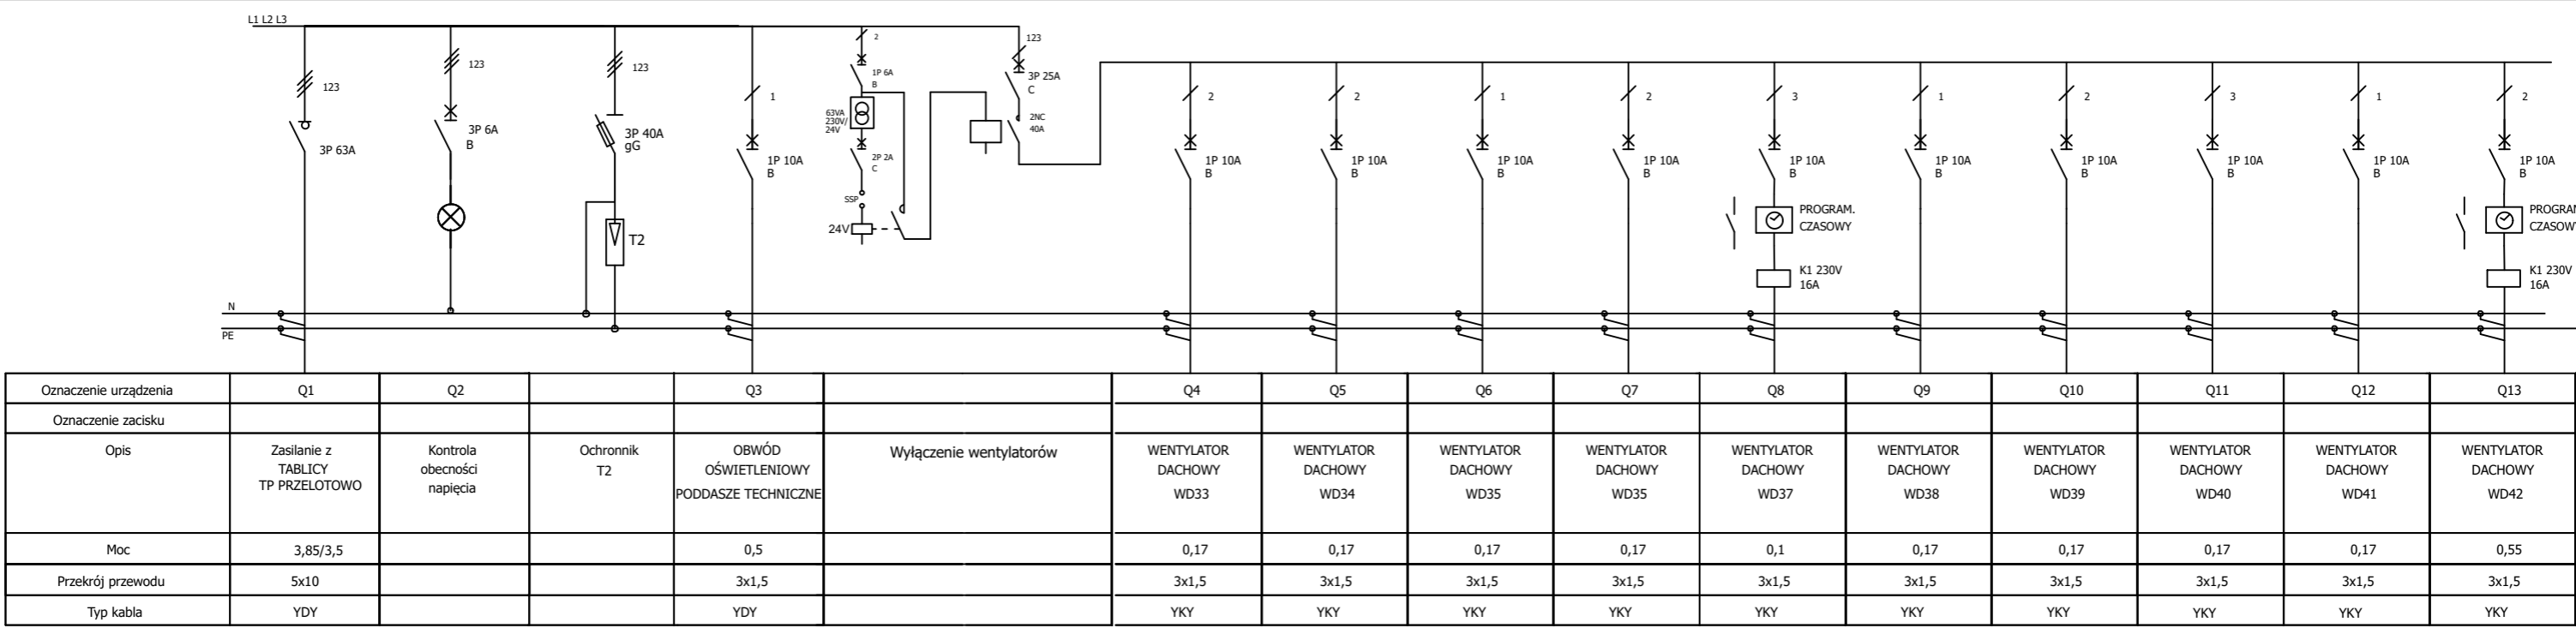 L1 L2 L3
123
3P 63A
123
3P 6A
B
123
3P 40A
gG
T2
1
1P 10A
B
2
1P 6A
B
63VA
230V/
24V
2P 2A
C
SSP
24V
123
3P 25A
C
2NC
40A
2
1P 10A
B
2
1P 10A
B
1
1P 10A
B
2
1P 10A
B
3
1P 10A
B
PROGRAM.
CZASOWY
K1 230V
16A
1
1P 10A
B
2
1P 10A
B
3
1P 10A
B
1
1P 10A
B
2
1P 10A
B
PROGRAM
CZASOWY
K1 230V
16A
N
PE
Oznaczenie urządzenia Q1 Q2 Q3 Q4 Q5 Q6 Q7 Q8 Q9 Q10 Q11 Q12 Q13
Oznaczenie zacisku
Opis
Zasilanie z
TABLICY
TP PRZELOTOWO
Kontrola
obecności
napięcia
Ochronnik
T2
OBWÓD
OŚWIETLENIOWY
PODDASZE TECHNICZNE
Wyłączenie wentylatorów
WENTYLATOR
DACHOWY
WD33
WENTYLATOR
DACHOWY
WD34
WENTYLATOR
DACHOWY
WD35
WENTYLATOR
DACHOWY
WD35
WENTYLATOR
DACHOWY
WD37
WENTYLATOR
DACHOWY
WD38
WENTYLATOR
DACHOWY
WD39
WENTYLATOR
DACHOWY
WD40
WENTYLATOR
DACHOWY
WD41
WENTYLATOR
DACHOWY
WD42
Moc 3,85/3,5 0,5 0,17 0,17 0,17 0,17 0,1 0,17 0,17 0,17 0,17 0,55
Przekrój przewodu 5x10 3x1,5 3x1,5 3x1,5 3x1,5 3x1,5 3x1,5 3x1,5 3x1,5 3x1,5 3x1,5 3x1,5
Typ kabla YDY YDY YKY YKY YKY YKY YKY YKY YKY YKY YKY YKY